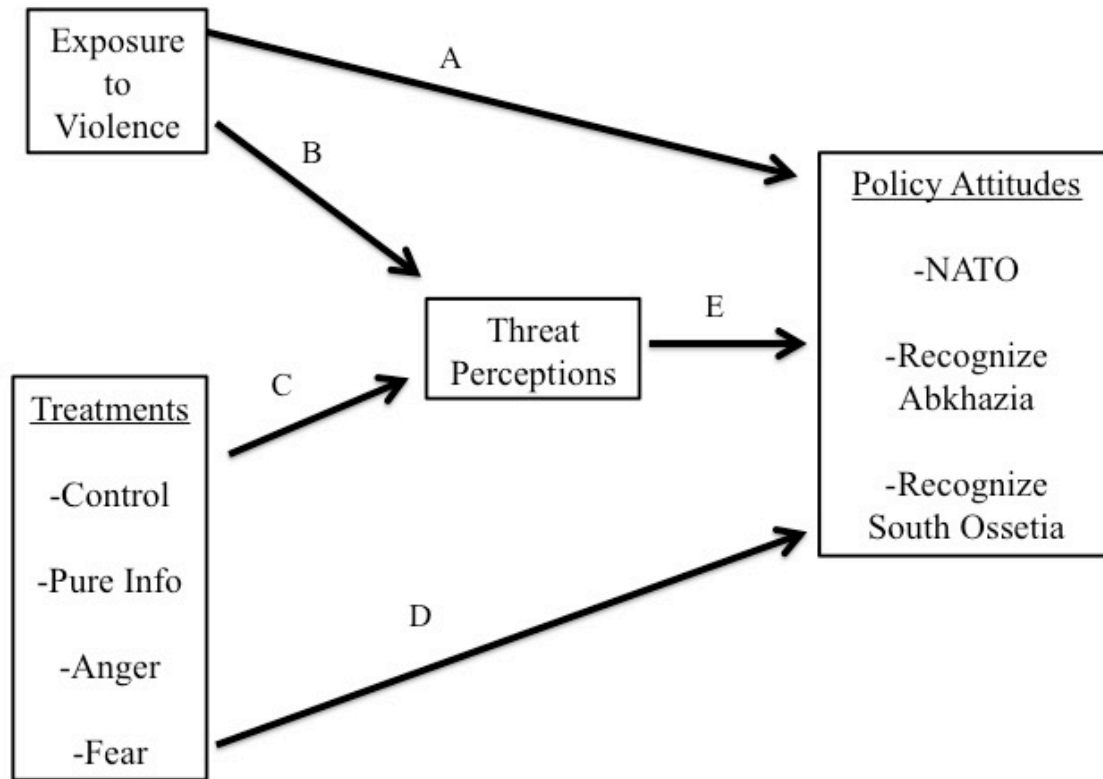 Exposure
to
Violence
A
B
Policy Attitudes
-NATO
-Recognize
Abkhazia
-Recognize
South Ossetia
Threat
Perceptions
E
C
Treatments
-Control
-Pure Info
-Anger
-Fear
D